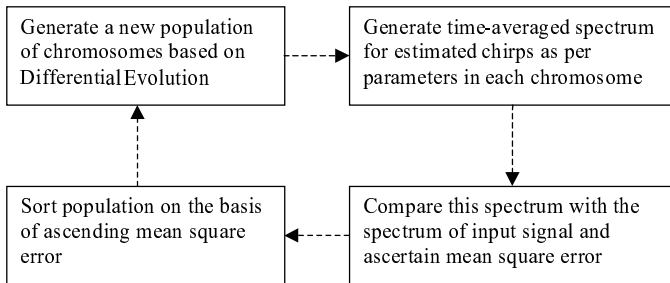 Generate a new population
of chromosomes based on
Differential Evolution
Generate time-averaged spectrum
for estimated chirps as per
parameters in each chromosome
Sort population on the basis
of ascending mean square
error
Compare this spectrum with the
spectrum of input signal and
ascertain mean square error